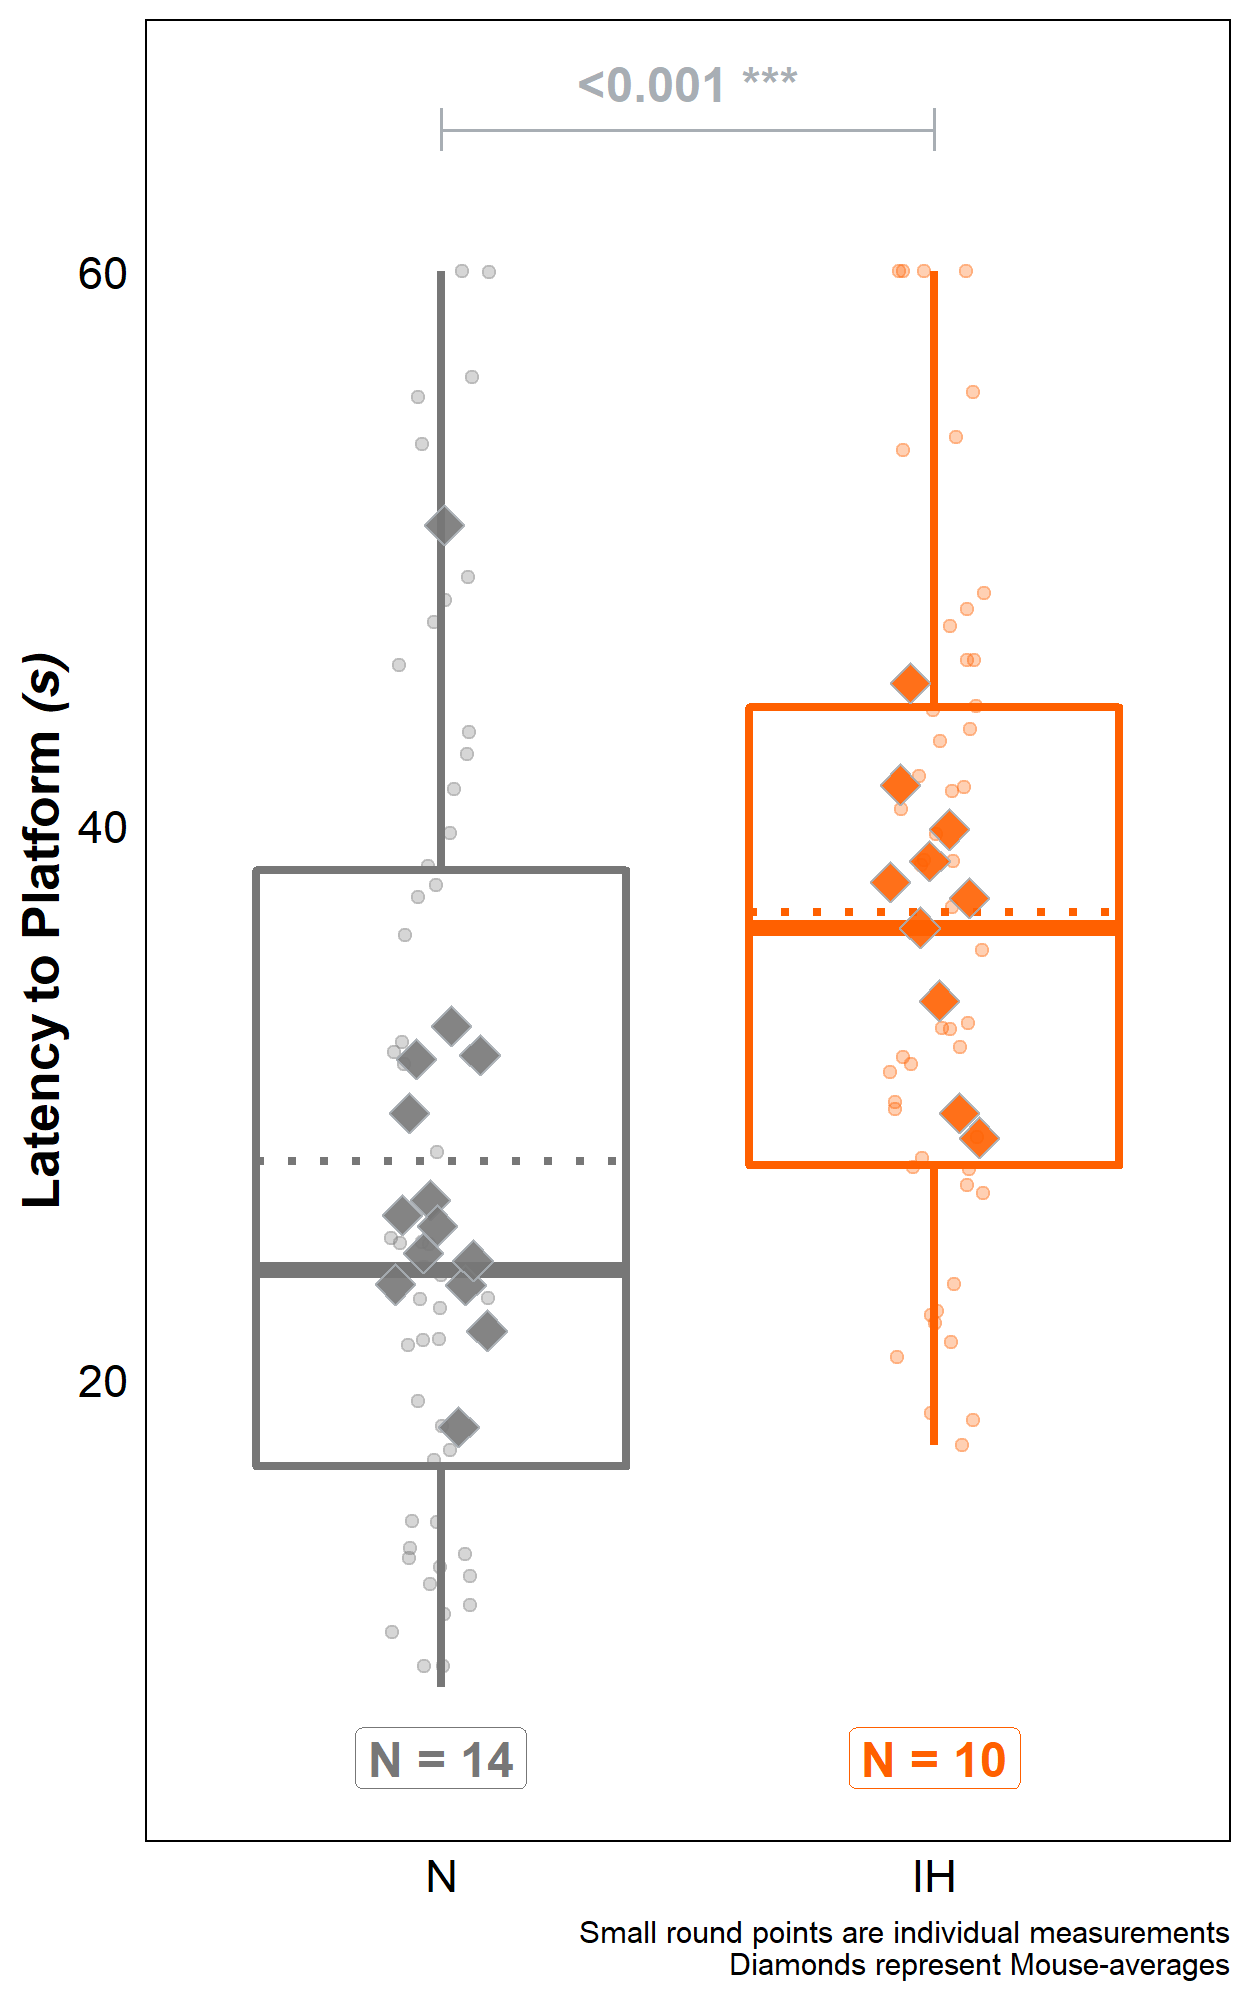 <0.001 ***
60
40
20
Latency to Platform (s)
N = 14
N = 10
N
IH
Small round points are individual measurements
Diamonds represent Mouse-averages